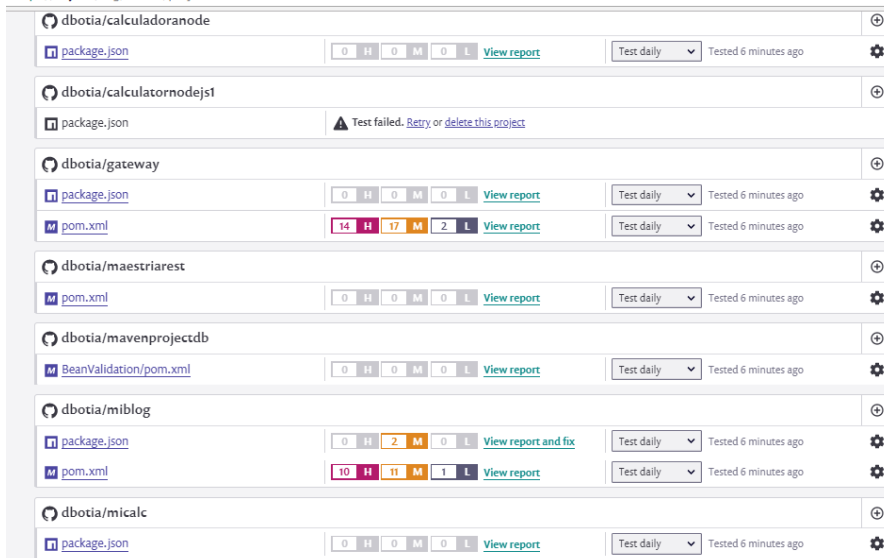 dbotia/calculadoranode
package.json 0 H 0 M 0 L View report Test daily Tested 6 minutes ago
dbotia/calculatornodejs1
package.json Test failed. Retry or delete this project
dbotia/gateway
package.json 0 H 0 M 0 L View report Test daily Tested 6 minutes ago
M pom.xml 14 H 17 M 2 L View report Test daily Tested 6 minutes ago
dbotia/maestriarest
M pom.xml 0 H 0 M 0 L View report Test daily Tested 6 minutes ago
dbotia/mavenprojectdb
M BeanValidation/pom.xml 0 H 0 M 0 L View report Test daily Tested 6 minutes ago
dbotia/miblog
package.json 0 H 2 M 0 L View report and fix Test daily Tested 6 minutes ago
M pom.xml 10 H 11 M 1 L View report Test daily Tested 6 minutes ago
dbotia/micalc
package.json 0 H 0 M 0 L View report Test daily Tested 6 minutes ago